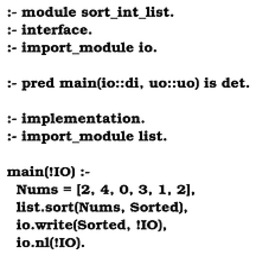 :- module sort_int_list.
:- interface.
:- import_module io.

:- pred main(io::di, uo::uo) is det.

:- implementation.
:- import_module list.

main(!IO) :-
  Nums = [2, 4, 0, 3, 1, 2],
  list.sort(Nums, Sorted),
  io.write(Sorted, !IO),
  io.nl(!IO).